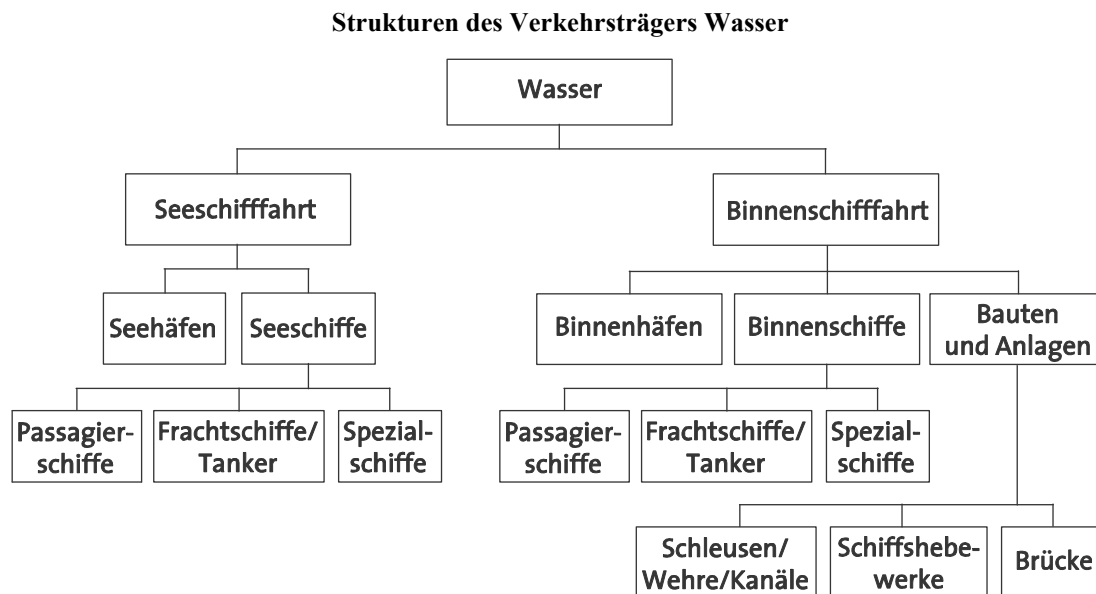 Strukturen des Verkehrsträgers Wasser
Wasser
Seeschifffahrt
Binnenschifffahrt
Seehäfen
Seeschiffe
Binnenhäfen
Binnenschiffe
Bauten
und Anlagen
Passagier-
schiffe
Frachtschiffe/
Tanker
Spezial-
schiffe
Passagier-
schiffe
Frachtschiffe/
Tanker
Spezial-
schiffe
Schleusen/
Wehre/Kanäle
Schiffshebe-
werke
Brücke